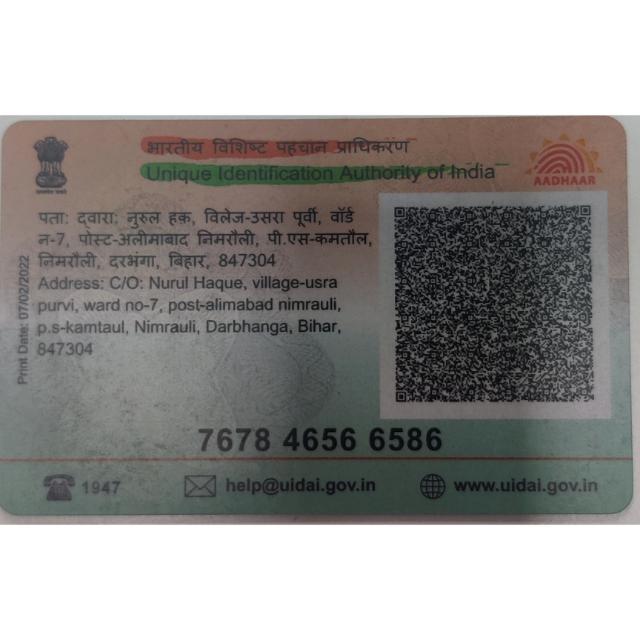 भारतीय विशिष्ट पहचान प्राधिकरण
Unique Identification Authority of India
AADHAAR
पता: द्वारा: नुरुल हक़, विलेज-उसरा पूर्वी, वॉर्ड
न-7, पोस्ट-अलीमाबाद निमरौली, पी.एस-कमतौल,
निमरौली, दरभंगा, बिहार, 847304
Address: C/O: Nurul Haque, village-usra
purvi, ward no-7, post-alimabad nimrauli,
p.s-kamtaul, Nimrauli, Darbhanga, Bihar,
847304
Print Date: 07/02/2022
7678 4656 6586
1947
help@uidai.gov.in
www.uidai.gov.in